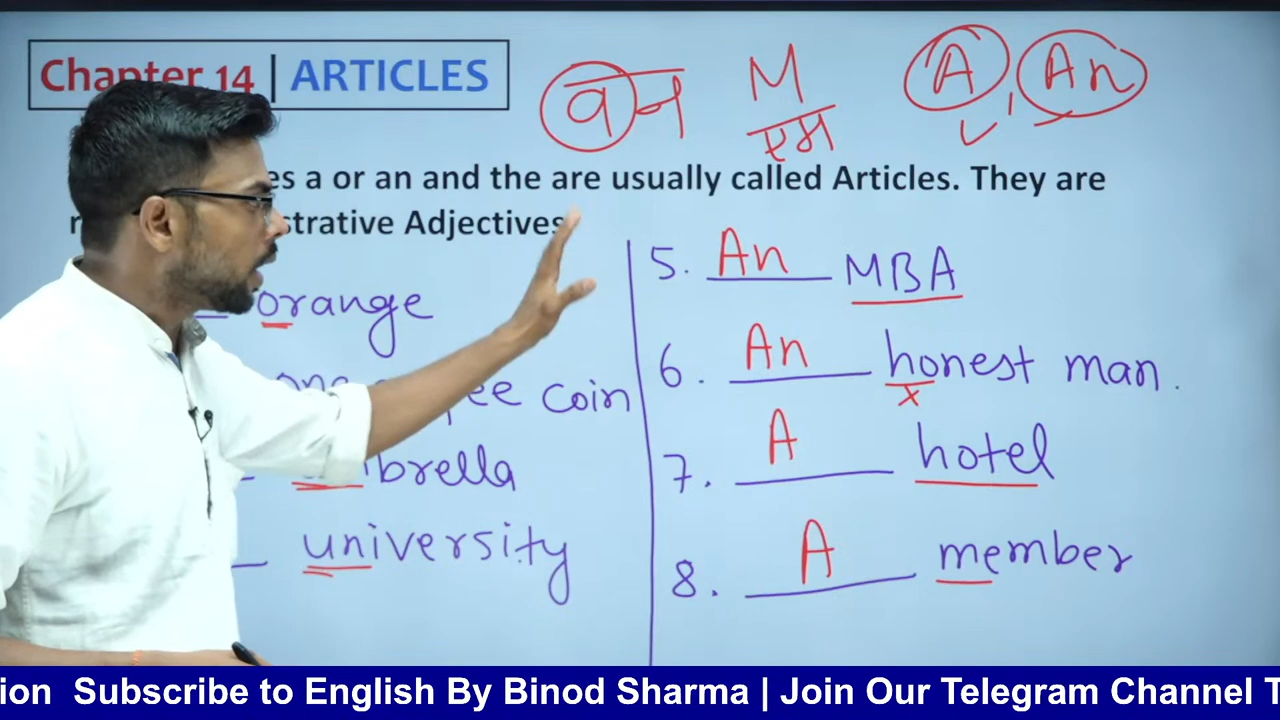 Chapter 14 | ARTICLES
वन M एम A, An
es a or an and the are usually called Articles. They are
strative Adjectives
orange
coin
brella
university
5. An MBA
6. An honest man.
x
7. A hotel
8. A member
ion Subscribe to English By Binod Sharma | Join Our Telegram Channel T